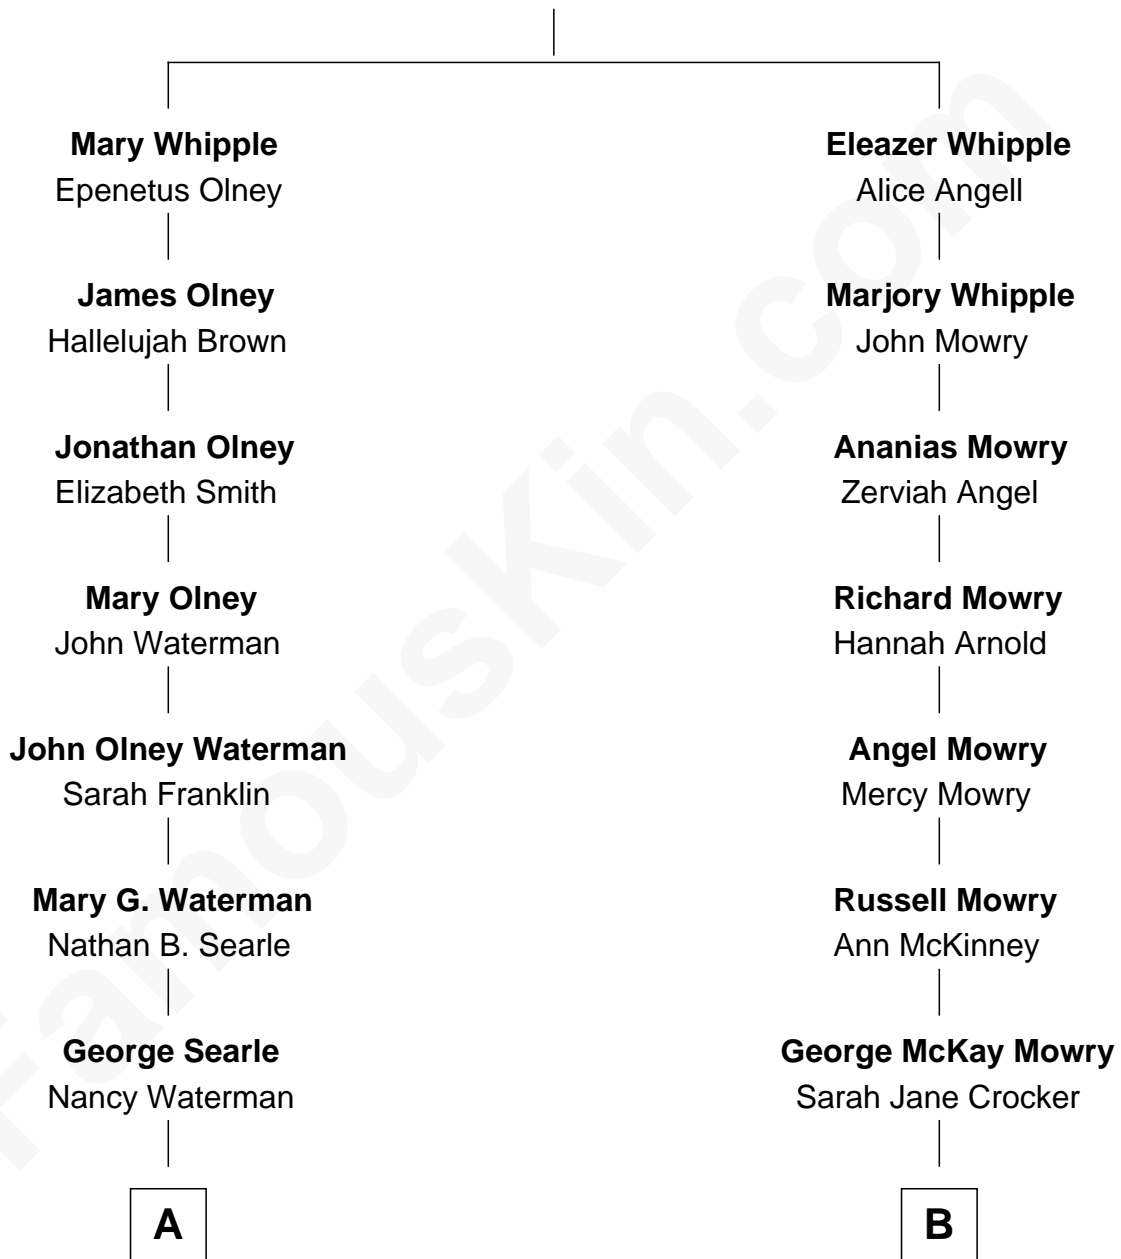 Mary Whipple
Epenetus Olney
Eleazer Whipple
Alice Angell
James Olney
Hallelujah Brown
Marjory Whipple
John Mowry
Jonathan Olney
Elizabeth Smith
Ananias Mowry
Zerviah Angel
Mary Olney
John Waterman
Richard Mowry
Hannah Arnold
John Olney Waterman
Sarah Franklin
Angel Mowry
Mercy Mowry
Mary G. Waterman
Nathan B. Searle
Russell Mowry
Ann McKinney
George Searle
Nancy Waterman
George McKay Mowry
Sarah Jane Crocker
A
B
FamousKin.com